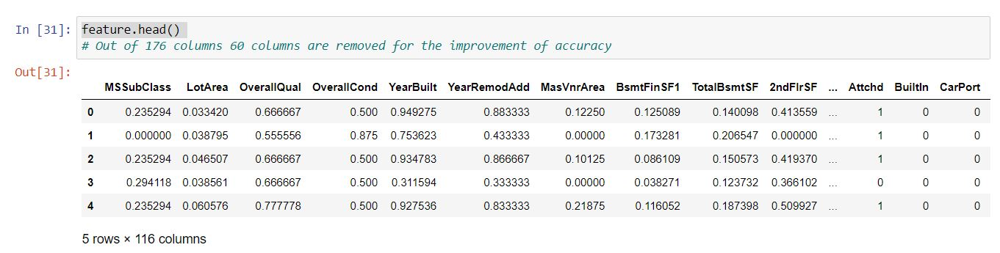 In [31]: feature.head()
# Out of 176 columns 60 columns are removed for the improvement of accuracy
Out[31]:
MSSubClass LotArea OverallQual OverallCond YearBuilt YearRemodAdd MasVnrArea BsmtFinSF1 TotalBsmtSF 2ndFlrSF ... Attchd BuiltIn CarPort
0 0.235294 0.033420 0.666667 0.500 0.949275 0.883333 0.12250 0.125089 0.140098 0.413559 ... 1 0 0
1 0.000000 0.038795 0.555556 0.875 0.753623 0.433333 0.00000 0.173281 0.206547 0.000000 ... 1 0 0
2 0.235294 0.046507 0.666667 0.500 0.934783 0.866667 0.10125 0.086109 0.150573 0.419370 ... 1 0 0
3 0.294118 0.038561 0.666667 0.500 0.311594 0.333333 0.00000 0.038271 0.123732 0.366102 ... 0 0 0
4 0.235294 0.060576 0.777778 0.500 0.927536 0.833333 0.21875 0.116052 0.187398 0.509927 ... 1 0 0
5 rows × 116 columns